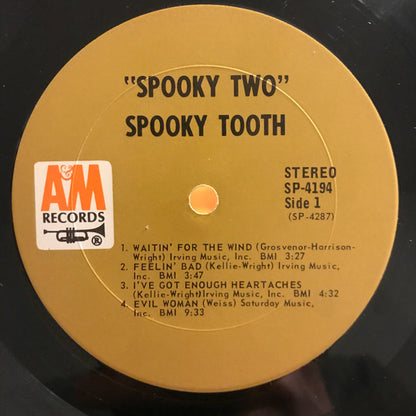 "SPOOKY TWO"
SPOOKY TOOTH
A&M
RECORDS
®
STEREO
SP-4194
Side 1
(SP-4287)
1. WAITIN' FOR THE WIND (Grosvenor-Harrison-
Wright) Irving Music, Inc. BMI 3:27
2. FEELIN' BAD (Kellie-Wright) Irving Music,
Inc. BMI 3:47
3. I'VE GOT ENOUGH HEARTACHES
(Kellie-Wright)Irving Music, Inc. BMI 4:32
4. EVIL WOMAN (Weiss) Saturday Music,
Inc. BMI 9:33